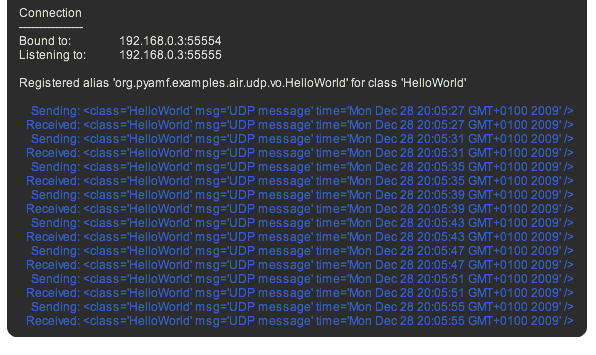 Connection
Bound to: 192.168.0.3:55554
Listening to: 192.168.0.3:55555
Registered alias 'org.pyamf.examples.air.udp.vo.HelloWorld' for class 'HelloWorld'
Sending: <class='HelloWorld' msg='UDP message' time='Mon Dec 28 20:05:27 GMT+0100 2009' />
Received: <class='HelloWorld' msg='UDP message' time='Mon Dec 28 20:05:27 GMT+0100 2009' />
Sending: <class='HelloWorld' msg='UDP message' time='Mon Dec 28 20:05:31 GMT+0100 2009' />
Received: <class='HelloWorld' msg='UDP message' time='Mon Dec 28 20:05:31 GMT+0100 2009' />
Sending: <class='HelloWorld' msg='UDP message' time='Mon Dec 28 20:05:35 GMT+0100 2009' />
Received: <class='HelloWorld' msg='UDP message' time='Mon Dec 28 20:05:35 GMT+0100 2009' />
Sending: <class='HelloWorld' msg='UDP message' time='Mon Dec 28 20:05:39 GMT+0100 2009' />
Received: <class='HelloWorld' msg='UDP message' time='Mon Dec 28 20:05:39 GMT+0100 2009' />
Sending: <class='HelloWorld' msg='UDP message' time='Mon Dec 28 20:05:43 GMT+0100 2009' />
Received: <class='HelloWorld' msg='UDP message' time='Mon Dec 28 20:05:43 GMT+0100 2009' />
Sending: <class='HelloWorld' msg='UDP message' time='Mon Dec 28 20:05:47 GMT+0100 2009' />
Received: <class='HelloWorld' msg='UDP message' time='Mon Dec 28 20:05:47 GMT+0100 2009' />
Sending: <class='HelloWorld' msg='UDP message' time='Mon Dec 28 20:05:51 GMT+0100 2009' />
Received: <class='HelloWorld' msg='UDP message' time='Mon Dec 28 20:05:51 GMT+0100 2009' />
Sending: <class='HelloWorld' msg='UDP message' time='Mon Dec 28 20:05:55 GMT+0100 2009' />
Received: <class='HelloWorld' msg='UDP message' time='Mon Dec 28 20:05:55 GMT+0100 2009' />